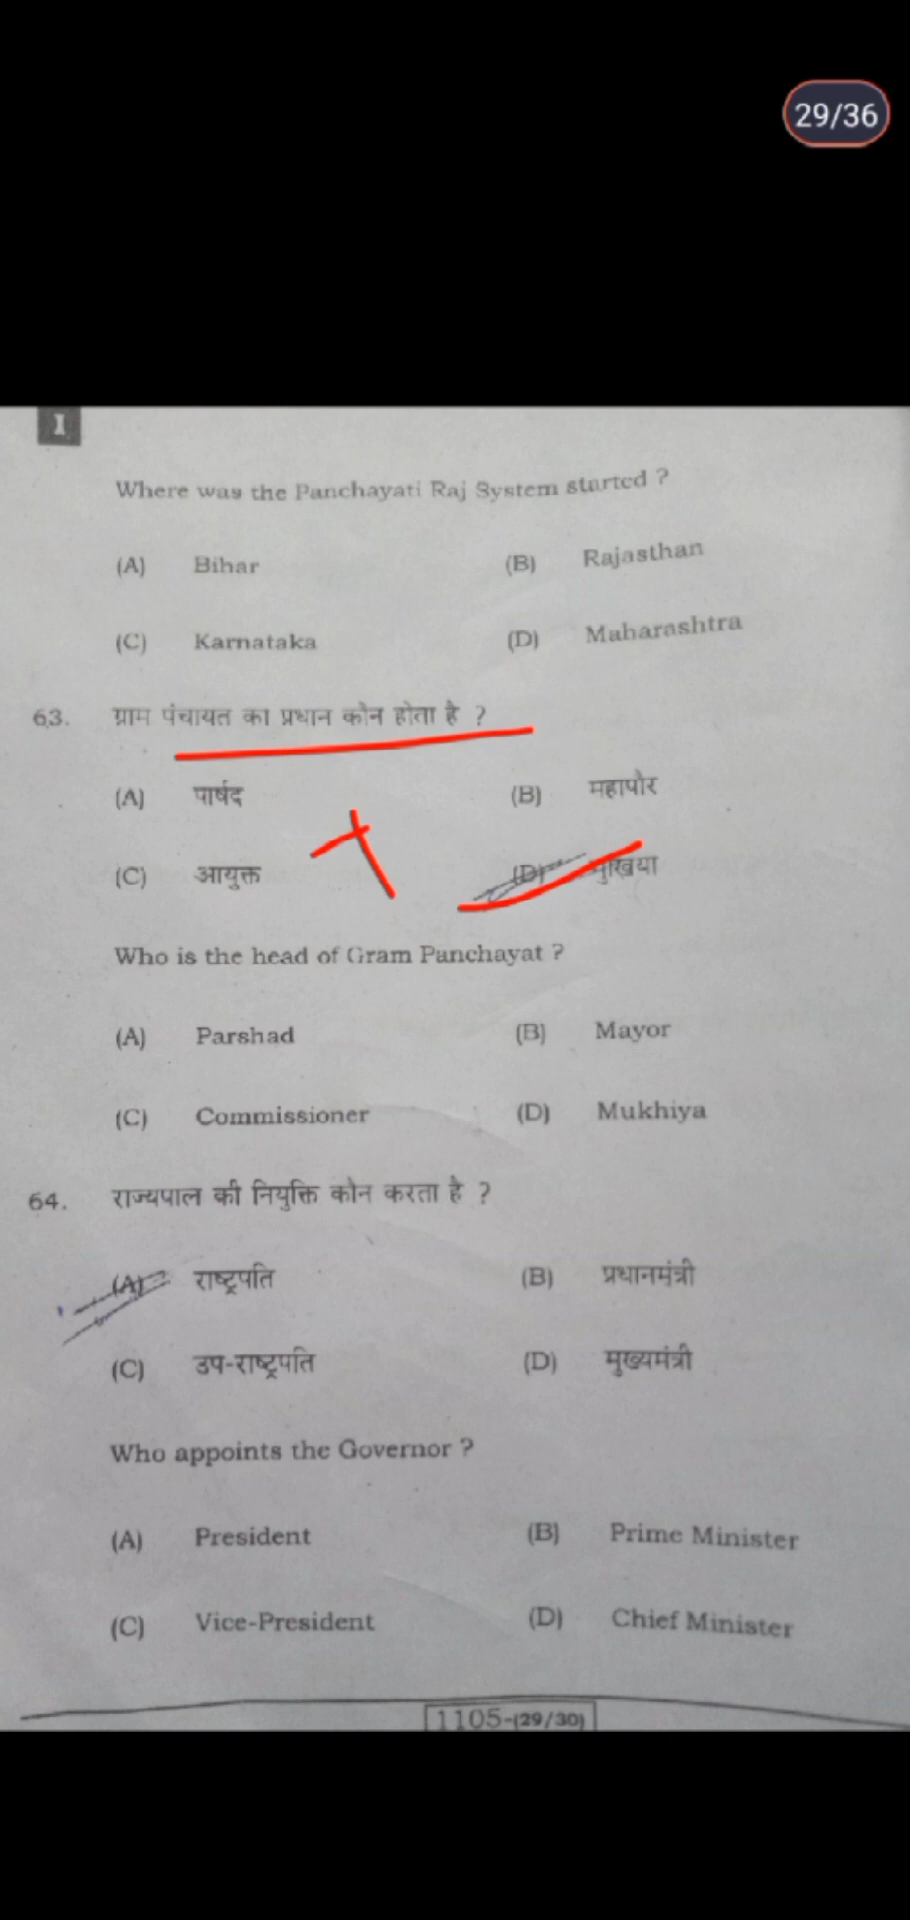 29/36
I
Where was the Panchayati Raj System started ?
(A) Bihar (B) Rajasthan
(C) Karnataka (D) Maharashtra
63. ग्राम पंचायत का प्रधान कौन होता है ?
(A) पार्षद (B) महापौर
(C) आयुक्त (D) मुखिया
Who is the head of Gram Panchayat ?
(A) Parshad (B) Mayor
(C) Commissioner (D) Mukhiya
64. राज्यपाल की नियुक्ति कौन करता है ?
(A) राष्ट्रपति (B) प्रधानमंत्री
(C) उप-राष्ट्रपति (D) मुख्यमंत्री
Who appoints the Governor ?
(A) President (B) Prime Minister
(C) Vice-President (D) Chief Minister
1105-(29/30)